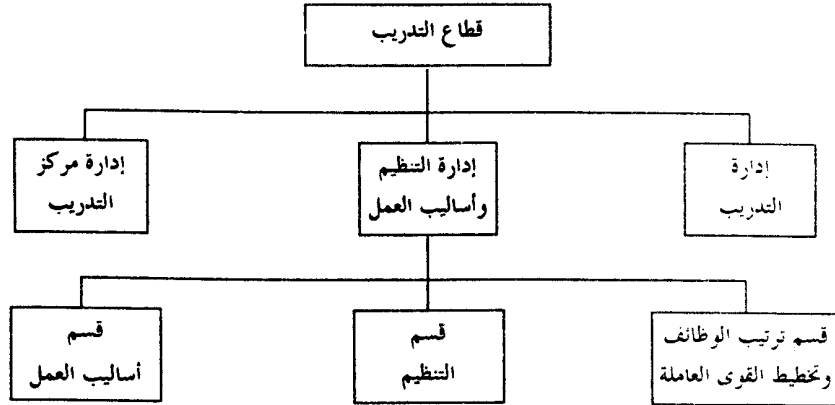 قطاع التدريب
إدارة
التدريب
إدارة التنظيم
وأساليب العمل
إدارة مركز
التدريب
قسم ترتيب الوظائف
وتخطيط القوى العاملة
قسم
التنظيم
قسم
أساليب العمل